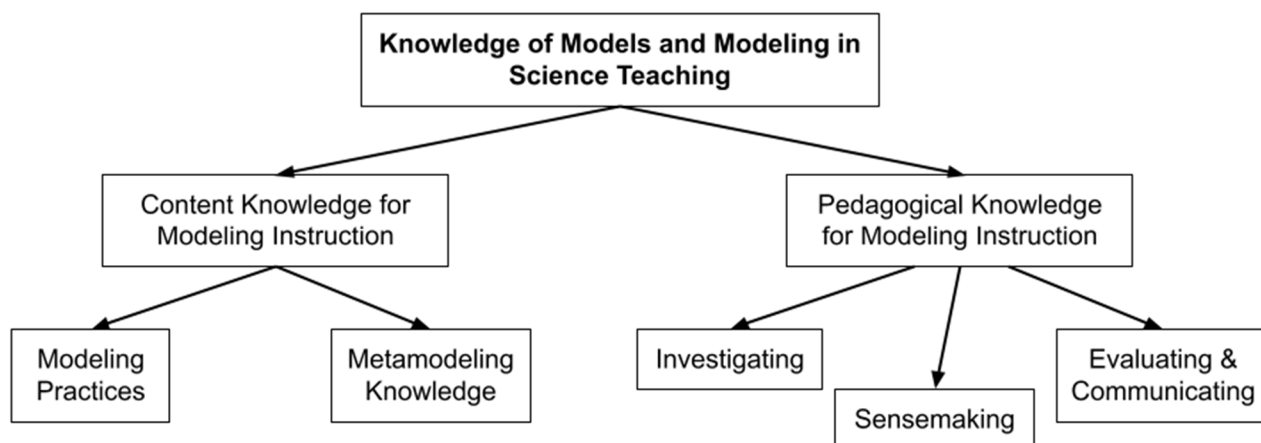 Knowledge of Models and Modeling in
Science Teaching
Content Knowledge for
Modeling Instruction
Pedagogical Knowledge
for Modeling Instruction
Modeling
Practices
Metamodeling
Knowledge
Investigating
Sensemaking
Evaluating &
Communicating